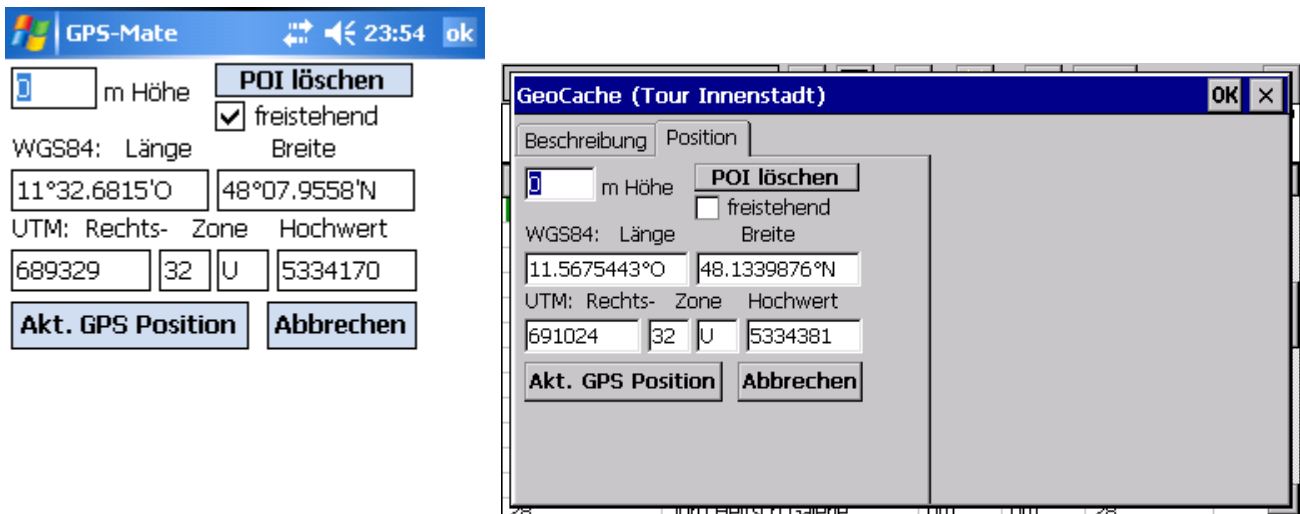 GPS-Mate 23:54 ok
0 m Höhe POI löschen
freistehend
WGS84: Länge Breite
11°32.6815'O 48°07.9558'N
UTM: Rechts- Zone Hochwert
689329 32 U 5334170
Akt. GPS Position Abbrechen
GeoCache (Tour Innenstadt) OK
Beschreibung Position
0 m Höhe POI löschen
freistehend
WGS84: Länge Breite
11.5675443°O 48.1339876°N
UTM: Rechts- Zone Hochwert
691024 32 U 5334381
Akt. GPS Position Abbrechen